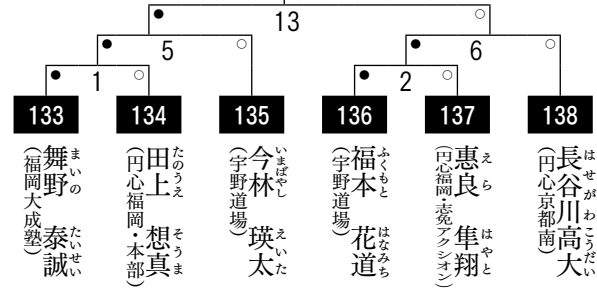 ● 13 ○
● 5 ○
● 6 ○
● 1 ○
● 2 ○
133
134
135
136
137
138
舞野 泰誠
まいの たいせい
(福岡大成塾)
田上 想真
たのうえ そうま
(円心福岡・本部)
今林 瑛太
いまばやし えいた
(宇野道場)
福本 花道
ふくもと はなみち
(宇野道場)
惠良 隼翔
えら はやと
(円心福岡・志免アクシオン)
長谷川高大
はせがわこうだい
(円心京都南)